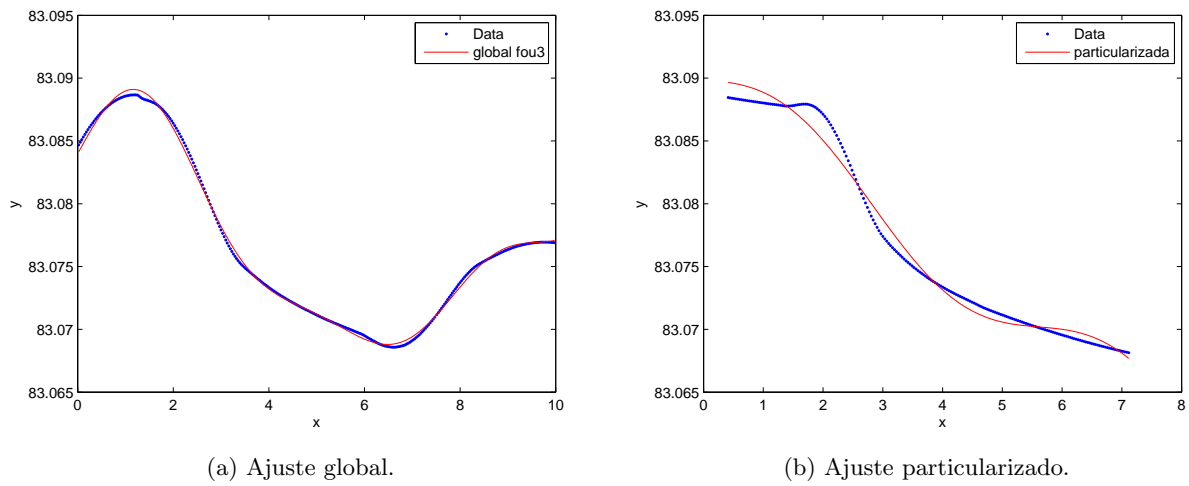 83.095
83.09
83.085
83.08
83.075
83.07
83.065
y
0 2 4 6 8 10
x
Data
global fou3
(a) Ajuste global.
83.095
83.09
83.085
83.08
83.075
83.07
83.065
y
0 1 2 3 4 5 6 7 8
x
Data
particularizada
(b) Ajuste particularizado.